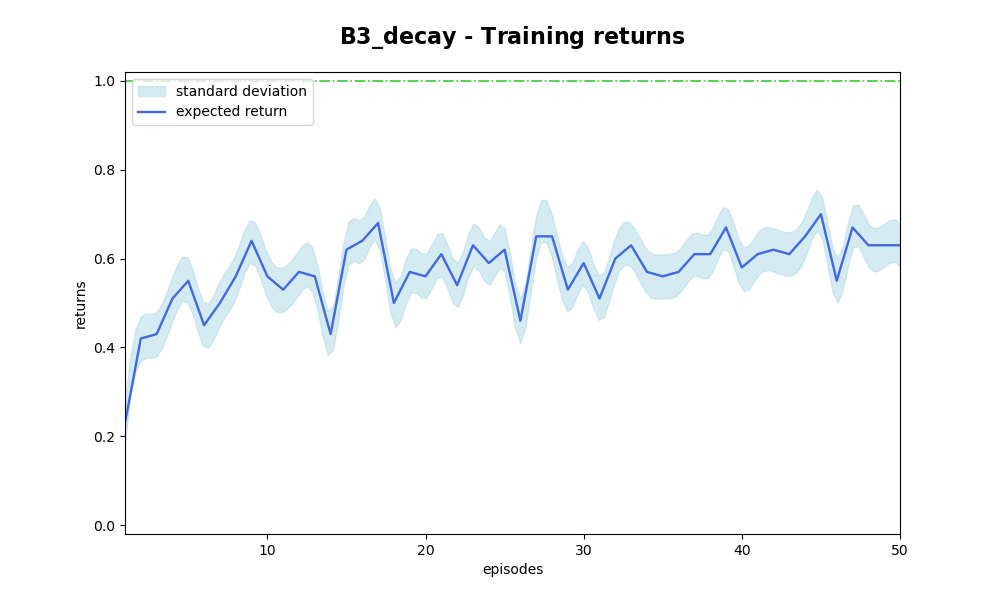 B3_decay - Training returns
standard deviation
expected return
1.0
0.8
0.6
0.4
0.2
0.0
returns
10
20
30
40
50
episodes